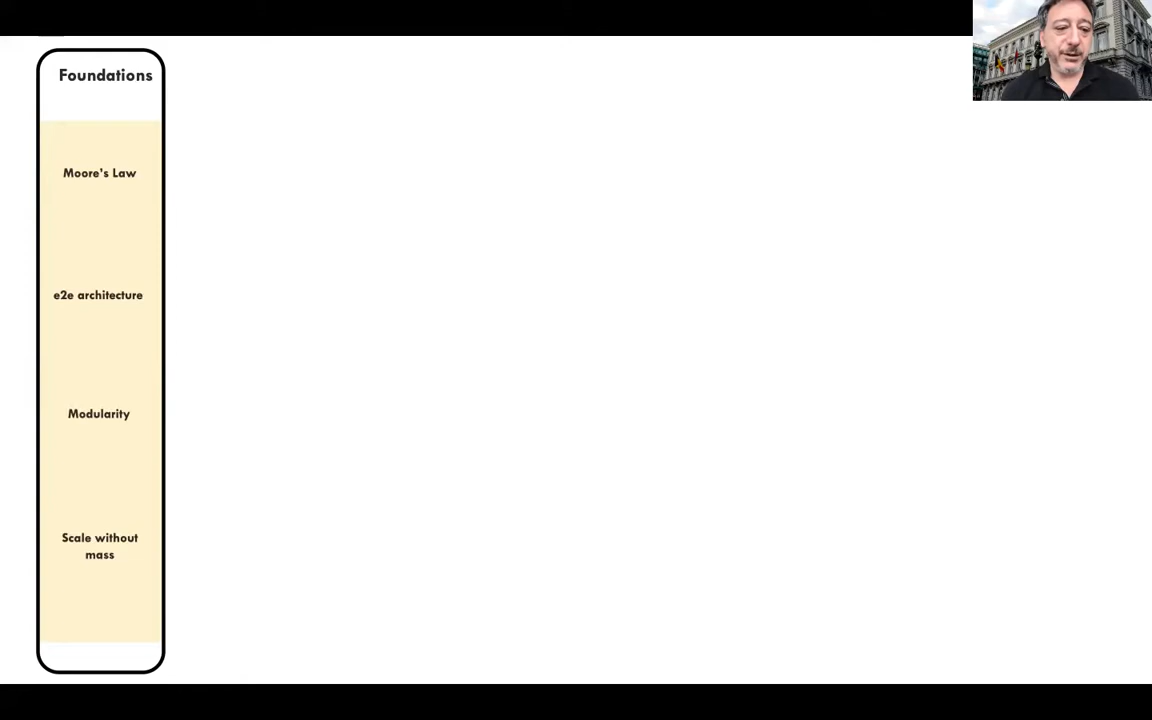 Foundations
Moore's Law
e2e architecture
Modularity
Scale without
mass